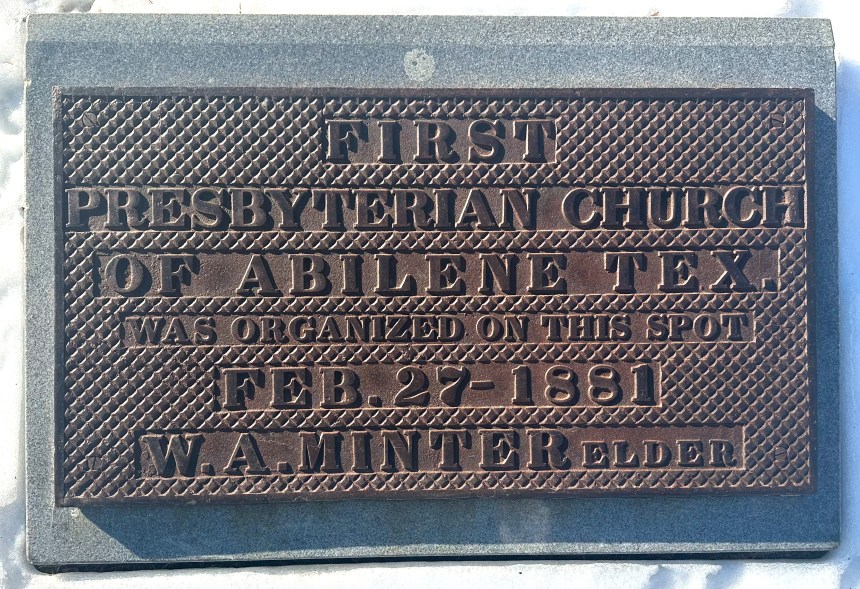 FIRST
PRESBYTERIAN CHURCH
OF ABILENE TEX.
WAS ORGANIZED ON THIS SPOT
FEB. 27-1881
W.A. MINTER ELDER